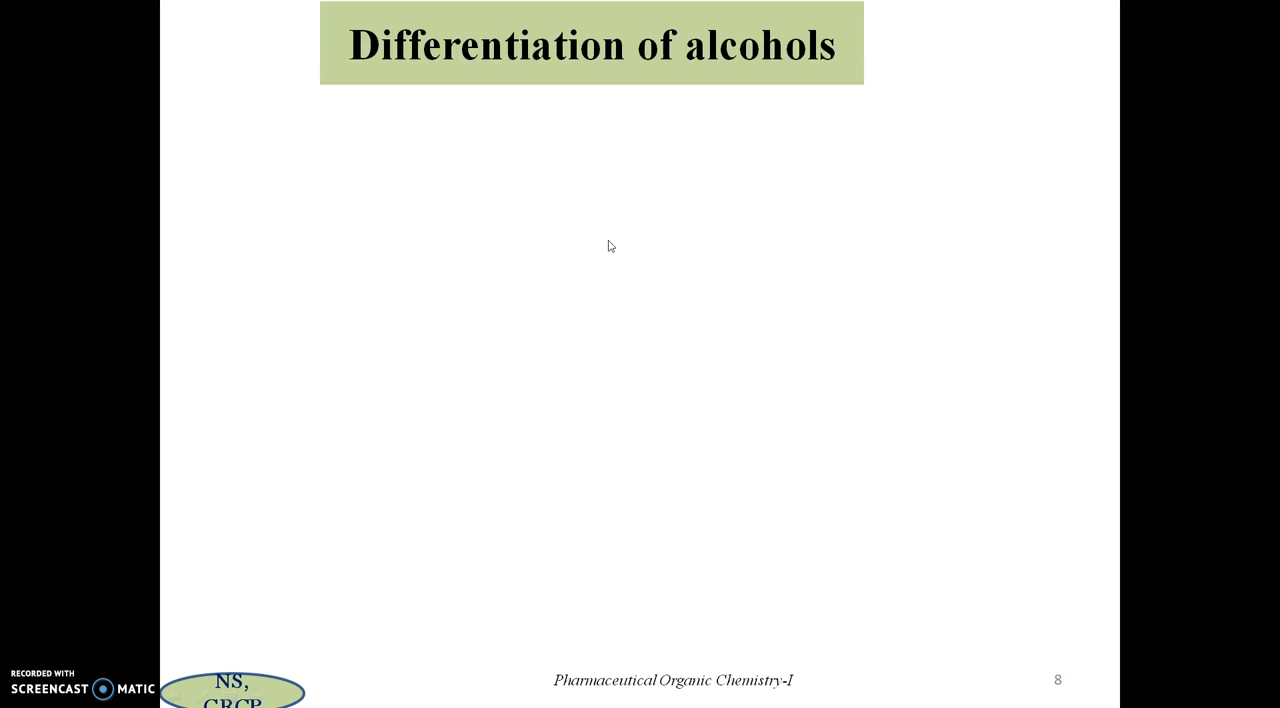 Differentiation of alcohols
RECORDED WITH
SCREENCAST MATIC
NS,
GRCP
Pharmaceutical Organic Chemistry-I
8